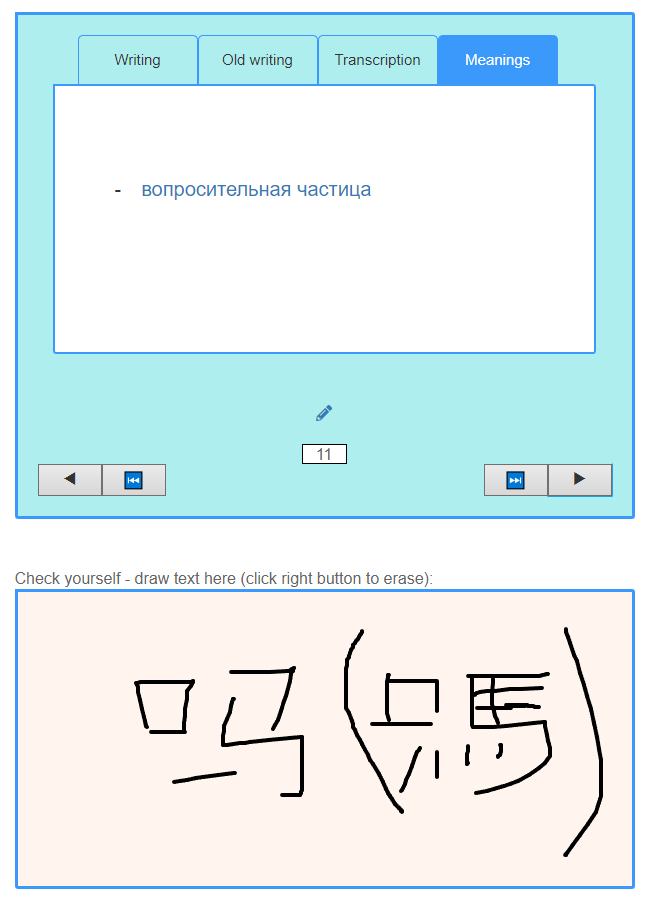 Writing Old writing Transcription Meanings
- вопросительная частица
11
Check yourself - draw text here (click right button to erase):
吗(嗎)